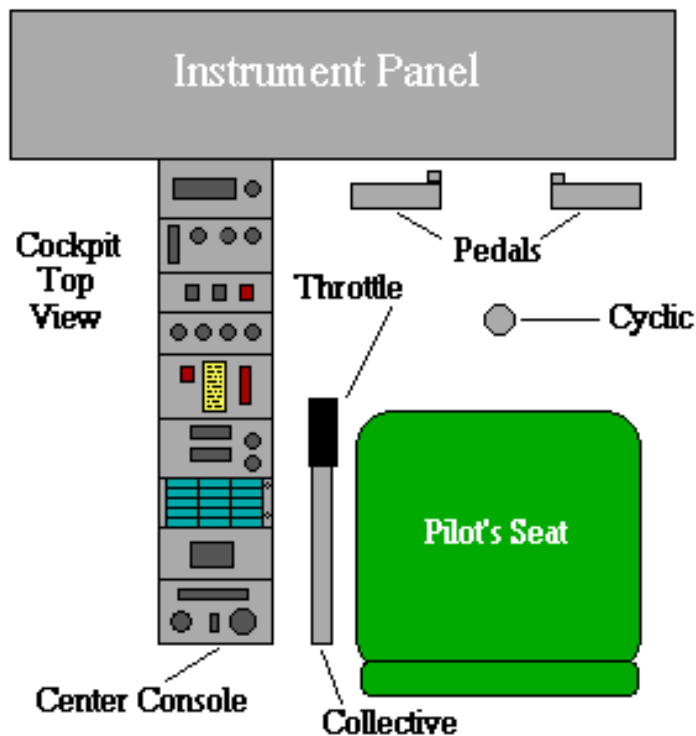 Instrument Panel
Cockpit
Top
View
Pedals
Throttle
Cyclic
Pilot's Seat
Center Console
Collective